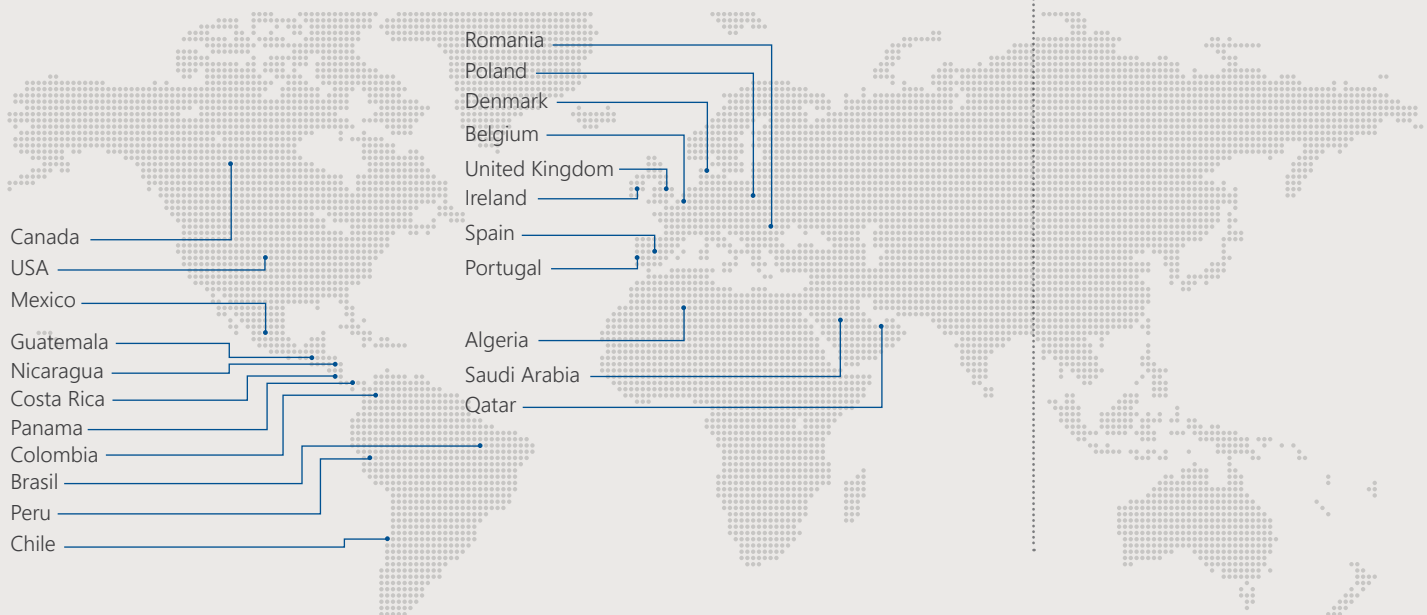 Canada
USA
Mexico
Guatemala
Nicaragua
Costa Rica
Panama
Colombia
Brasil
Peru
Chile
Romania
Poland
Denmark
Belgium
United Kingdom
Ireland
Spain
Portugal
Algeria
Saudi Arabia
Qatar